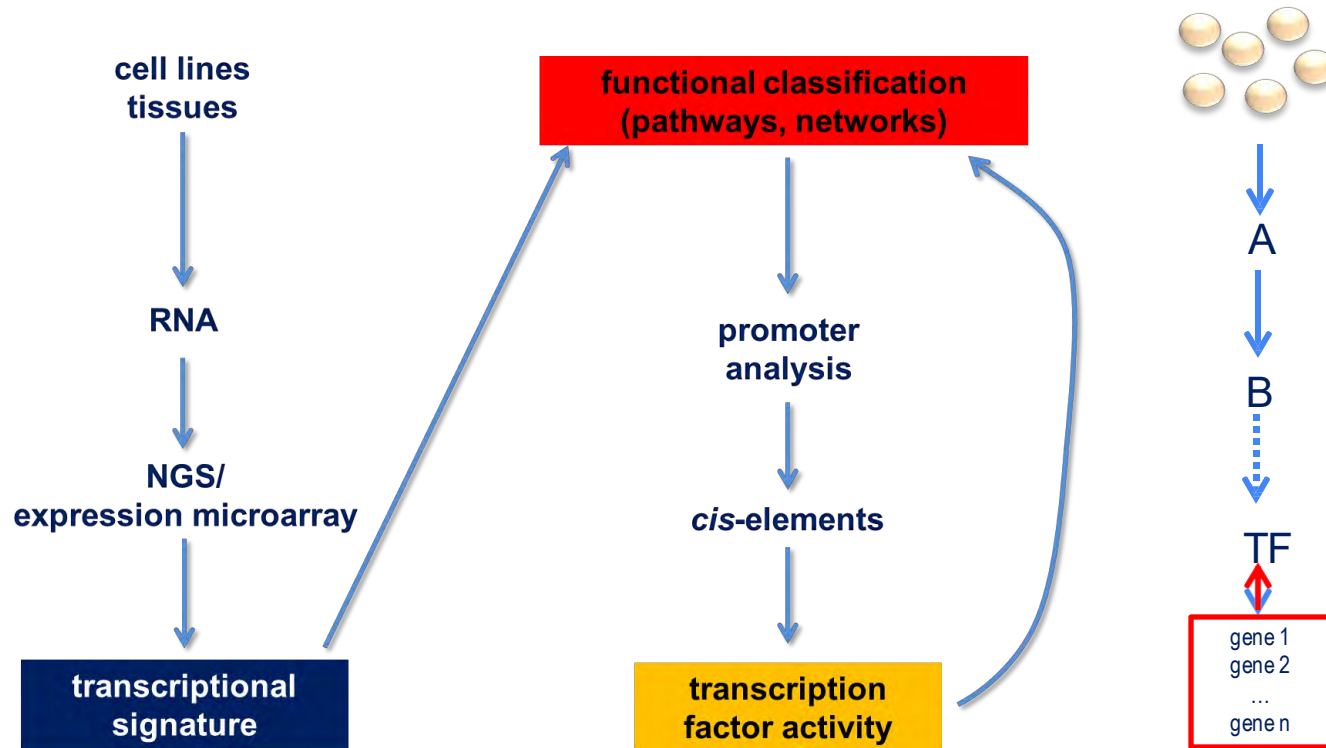 cell lines
tissues
RNA
NGS/
expression microarray
transcriptional
signature
functional classification
(pathways, networks)
promoter
analysis
cis-elements
transcription
factor activity
A
B
TF
gene 1
gene 2
...
gene n